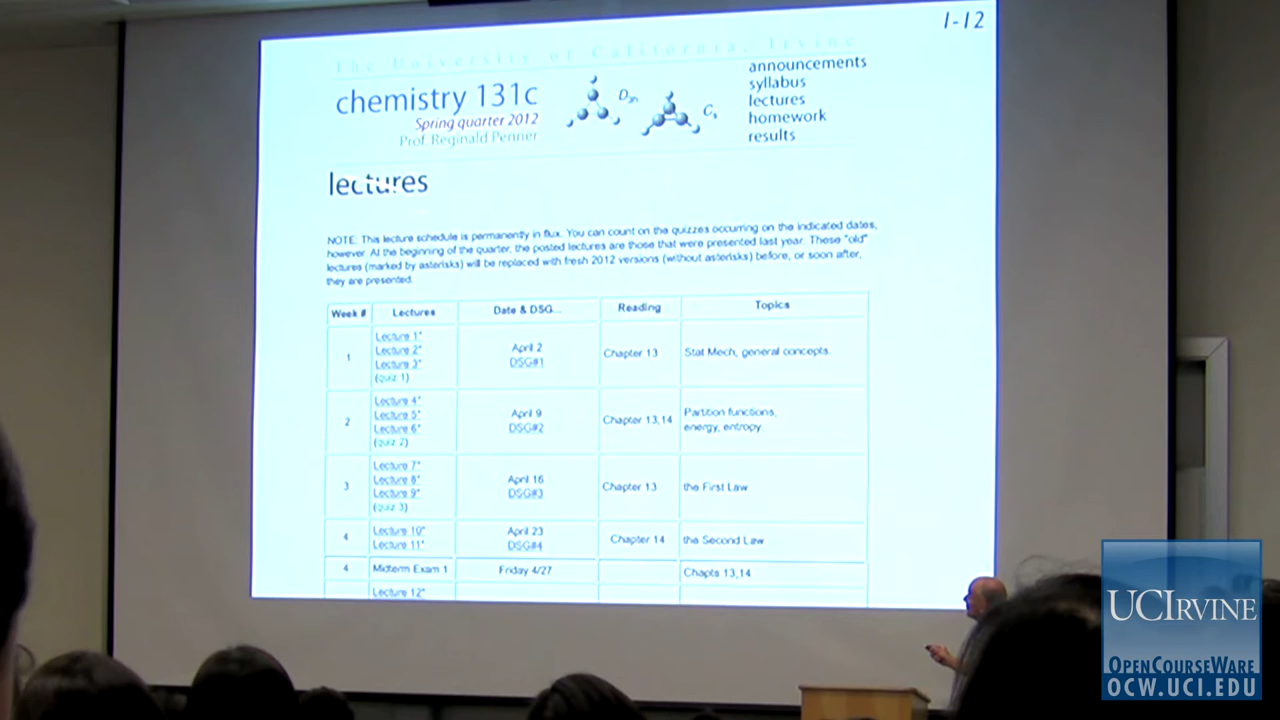 1-12
The University of California, Irvine
chemistry 131c
Spring quarter 2012
Prof. Reginald Penner
D3h
Cs
announcements
syllabus
lectures
homework
results
lectures
NOTE: This lecture schedule is permanently in flux. You can count on the quizzes occurring on the indicated dates,
however. At the beginning of the quarter, the posted lectures are those that were presented last year. These "old"
lectures (marked by asterisks) will be replaced with fresh 2012 versions (without asterisks) before, or soon after,
they are presented.
Week # Lectures Date & DSG... Reading Topics
1
Lecture 1*
Lecture 2*
Lecture 3*
(quiz 1)
April 2
DSG#1
Chapter 13
Stat Mech, general concepts.
2
Lecture 4*
Lecture 5*
Lecture 6*
(quiz 2)
April 9
DSG#2
Chapter 13,14
Partition functions,
energy, entropy
3
Lecture 7*
Lecture 8*
Lecture 9*
(quiz 3)
April 16
DSG#3
Chapter 13
the First Law
4
Lecture 10*
Lecture 11*
April 23
DSG#4
Chapter 14
the Second Law
4 Midterm Exam 1 Friday 4/27 Chapts 13,14
Lecture 12*
UCIRVINE
OPENCOURSEWARE
OCW.UCI.EDU